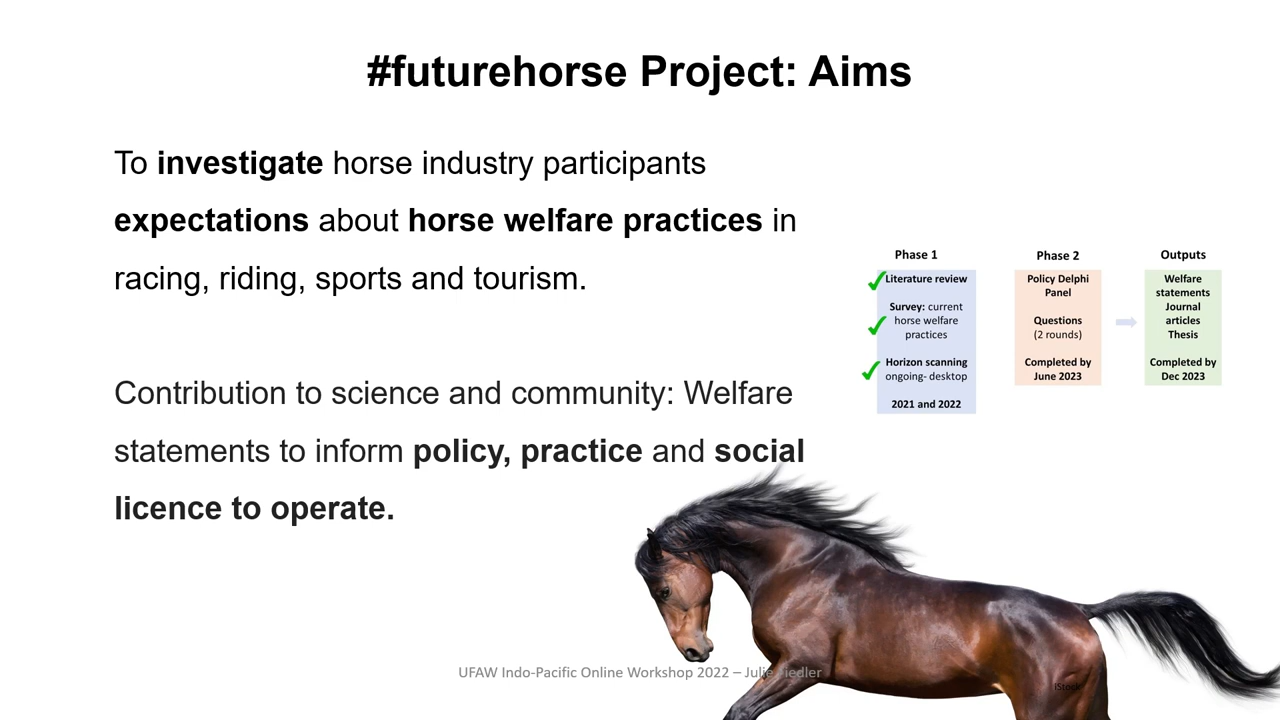 #futurehorse Project: Aims
To investigate horse industry participants
expectations about horse welfare practices in
racing, riding, sports and tourism.
Contribution to science and community: Welfare
statements to inform policy, practice and social
licence to operate.
Phase 1
Literature review
Survey: current
horse welfare
practices
Horizon scanning
ongoing- desktop
2021 and 2022
Phase 2
Policy Delphi
Panel
Questions
(2 rounds)
Completed by
June 2023
Outputs
Welfare
statements
Journal
articles
Thesis
Completed by
Dec 2023
UFAW Indo-Pacific Online Workshop 2022 – Julie Fiedler
iStock